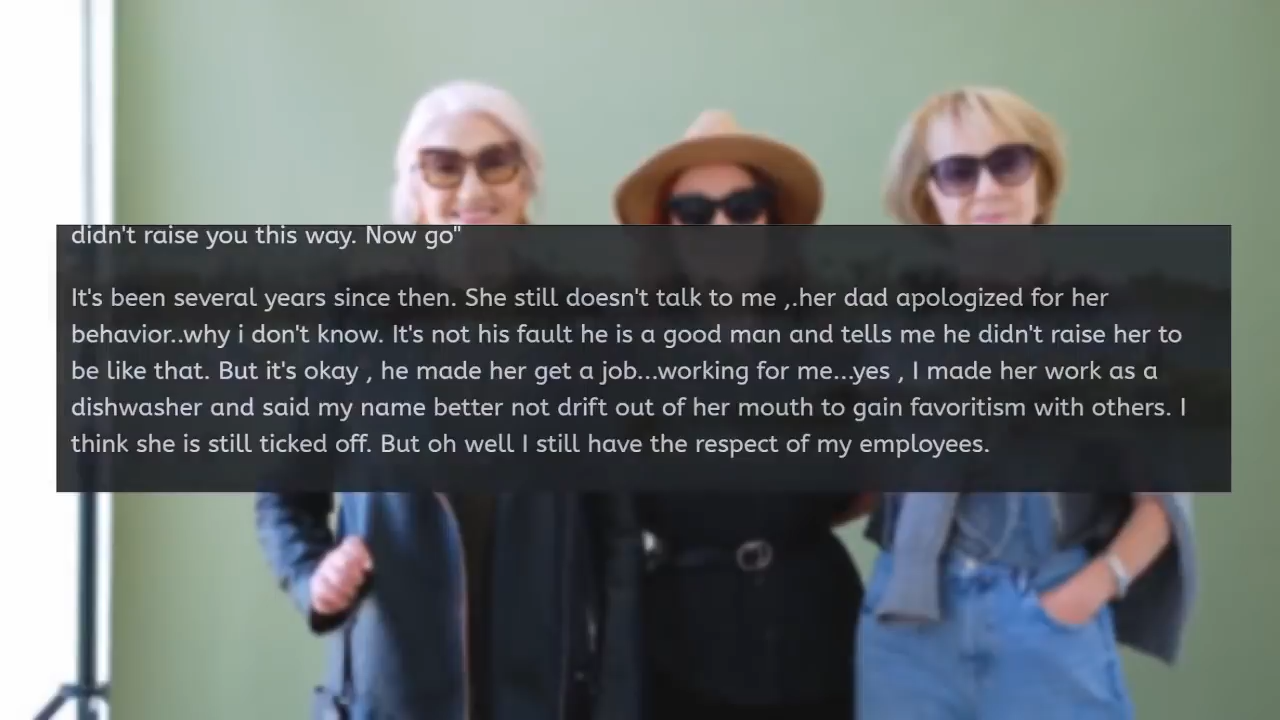 didn't raise you this way. Now go"
It's been several years since then. She still doesn't talk to me ,.her dad apologized for her
behavior..why i don't know. It's not his fault he is a good man and tells me he didn't raise her to
be like that. But it's okay , he made her get a job...working for me...yes , I made her work as a
dishwasher and said my name better not drift out of her mouth to gain favoritism with others. I
think she is still ticked off. But oh well I still have the respect of my employees.